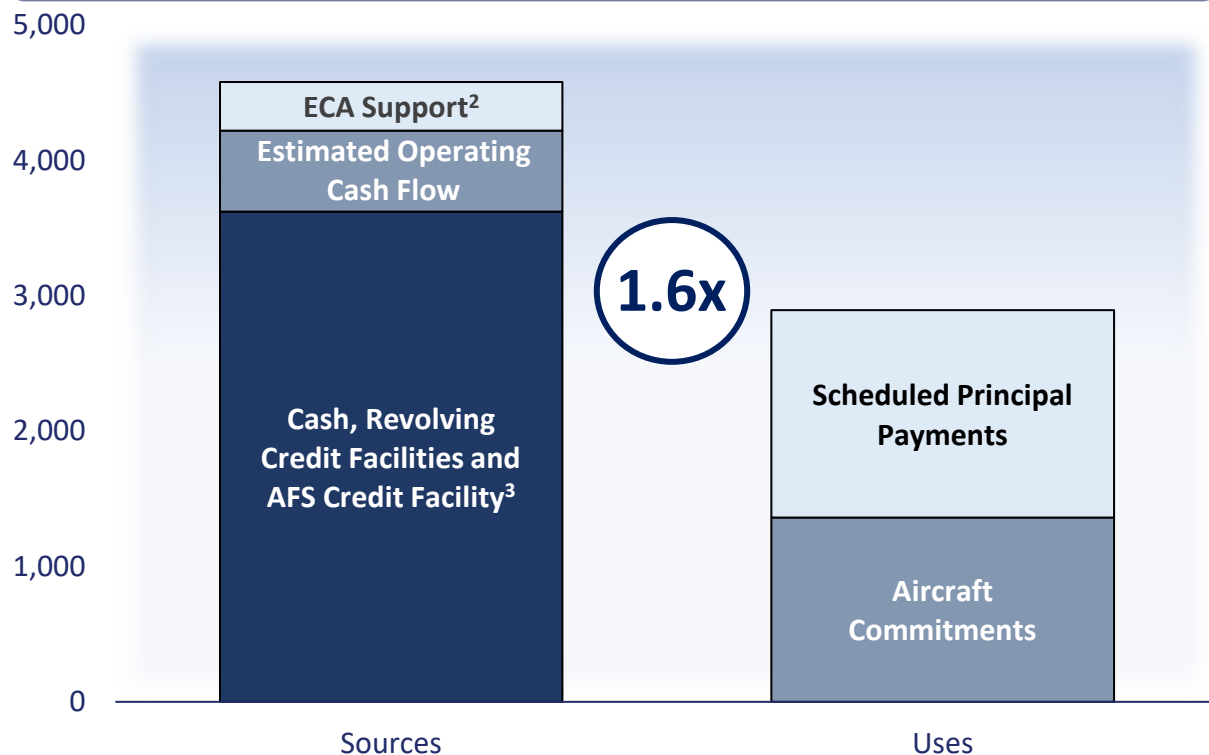 5,000
4,000
3,000
2,000
1,000
0
ECA Support²
Estimated Operating
Cash Flow
Cash, Revolving
Credit Facilities and
AFS Credit Facility³
1.6x
Scheduled Principal
Payments
Aircraft
Commitments
Sources
Uses